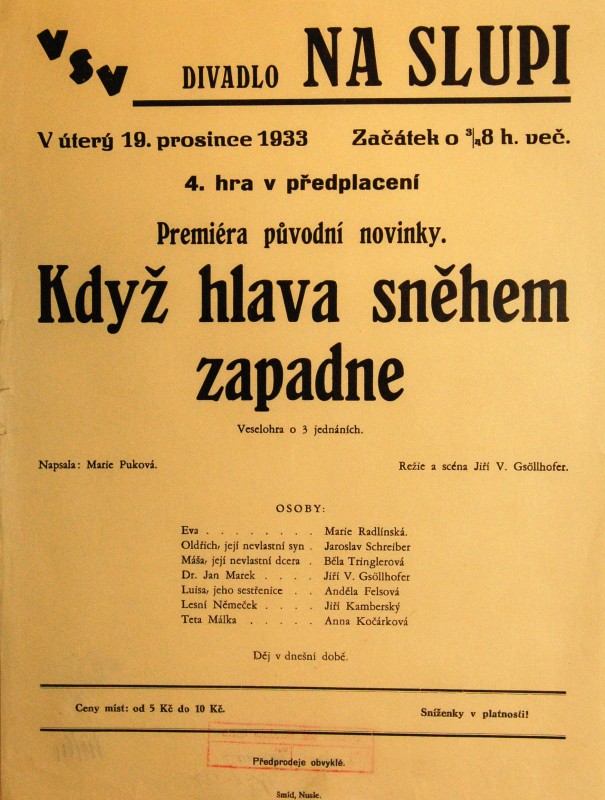 VSV
DIVADLO NA SLUPI
V úterý 19. prosince 1933 Začátek o ¾8 h. več.
4. hra v předplacení
Premiéra původní novinky.
Když hlava sněhem
zapadne
Veselohra o 3 jednáních.
Napsala: Marie Puková. Režie a scéna Jiří V. Gsöllhofer.
OSOBY:
Eva . . . . . . . . Marie Radlínská.
Oldřich, její nevlastní syn . Jaroslav Schreiber
Máša, její nevlastní dcera . Běla Tringlerová
Dr. Jan Marek . . . . Jiří V. Gsöllhofer
Luisa, jeho sestřenice . . Anděla Felsová
Lesní Němeček . . . . Jiří Kamberský
Teta Málka . . . . . Anna Kočárková
Děj v dnešní době.
Ceny míst: od 5 Kč do 10 Kč. Sníženky v platnosti!
Předprodeje obvyklé.
Šmíd, Nusle.